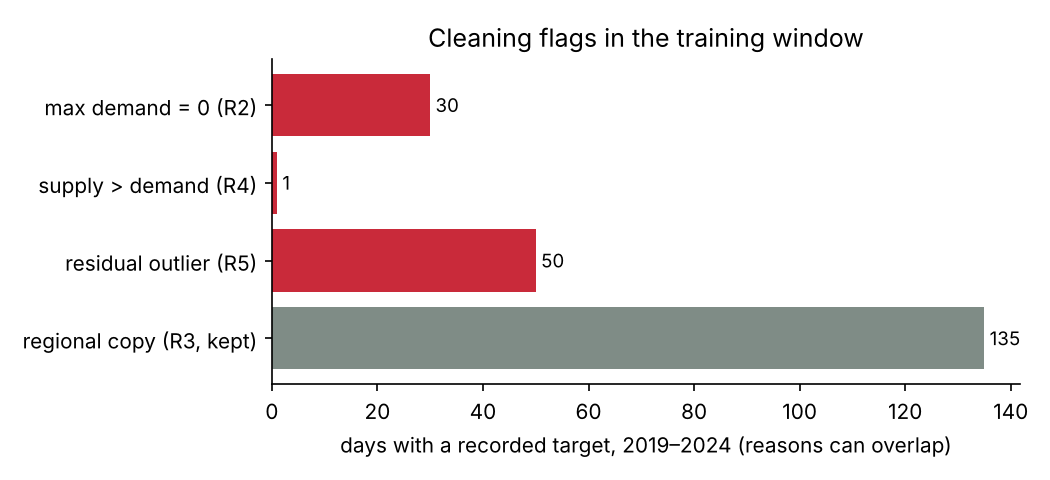 Cleaning flags in the training window
max demand = 0 (R2)
30
supply > demand (R4)
1
residual outlier (R5)
50
regional copy (R3, kept)
135
0 20 40 60 80 100 120 140
days with a recorded target, 2019–2024 (reasons can overlap)